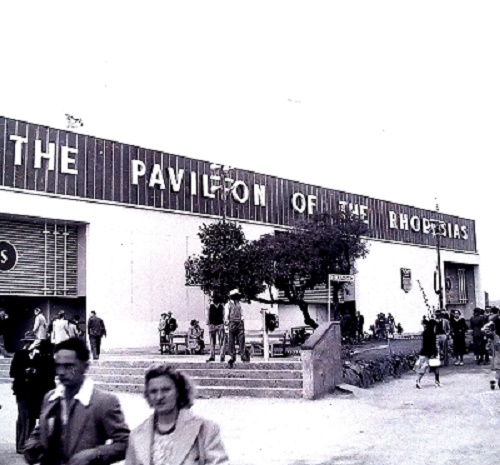 THE PAVILION OF THE RHODESIAS
S